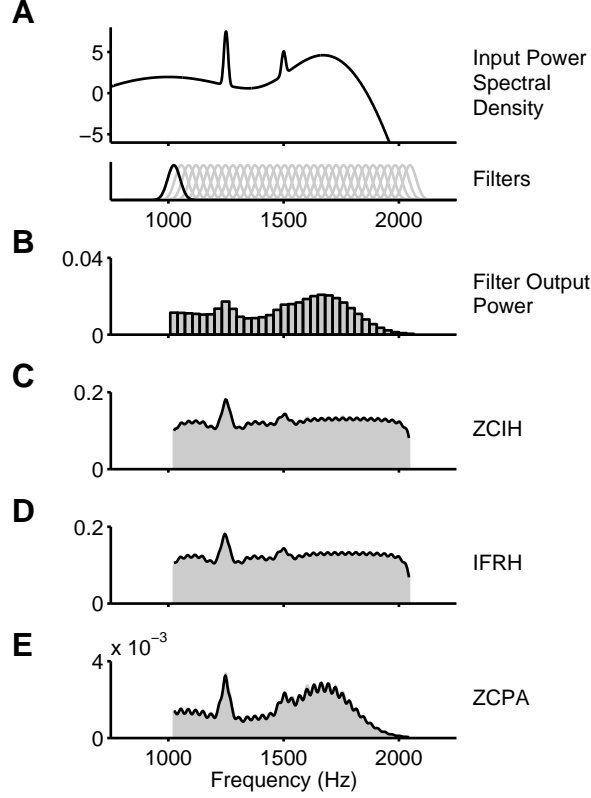 A
5
0
−5
Input Power
Spectral
Density
Filters
1000 1500 2000
B
0.04
0
Filter Output
Power
C
0.2
0
ZCIH
D
0.2
0
IFRH
E
x 10−3
4
0
ZCPA
1000 1500 2000
Frequency (Hz)